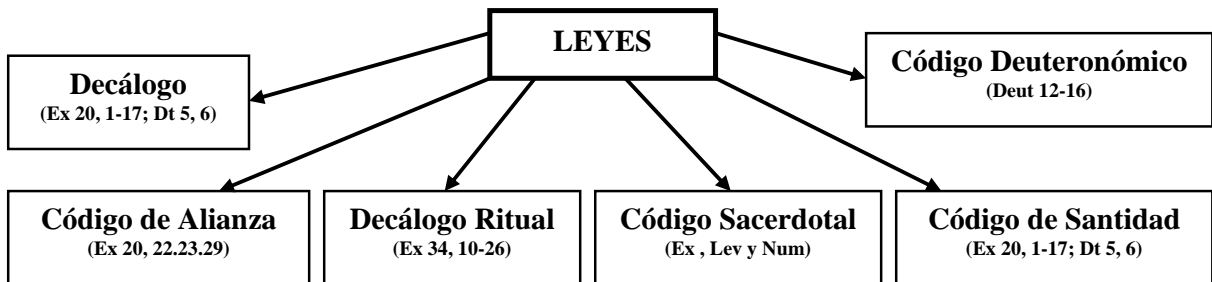 LEYES
Decálogo
(Ex 20, 1-17; Dt 5, 6)
Código Deuteronómico
(Deut 12-16)
Código de Alianza
(Ex 20, 22.23.29)
Decálogo Ritual
(Ex 34, 10-26)
Código Sacerdotal
(Ex , Lev y Num)
Código de Santidad
(Ex 20, 1-17; Dt 5, 6)